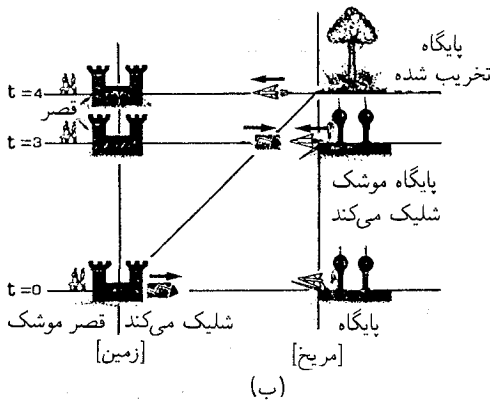 پایگاه
تخریب شده
t=4
قصر
t=3
پایگاه موشک
شلیک می‌کند
t=0
قصر موشک شلیک می‌کند
پایگاه
[زمین]
[مریخ]
(ب)